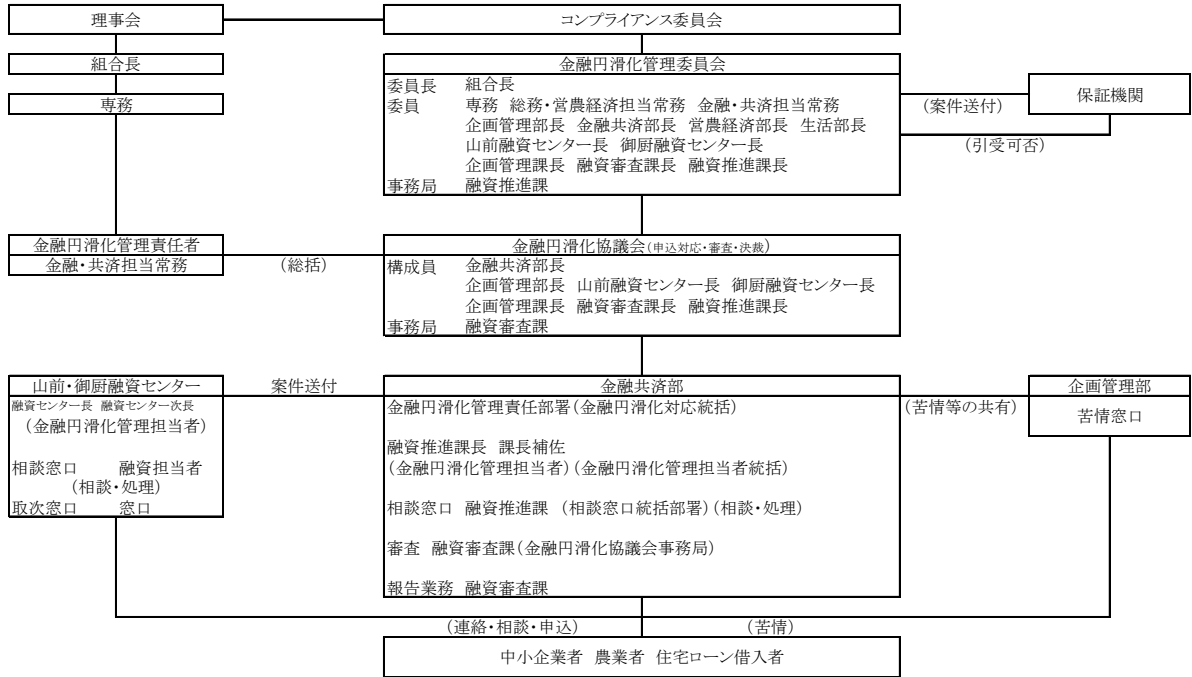 理事会
コンプライアンス委員会
組合長
専務
金融円滑化管理委員会
委員長 組合長
委員 専務 総務・営農経済担当常務 金融・共済担当常務
企画管理部長 金融共済部長 営農経済部長 生活部長
山前融資センター長 御厨融資センター長
企画管理課長 融資審査課長 融資推進課長
事務局 融資推進課
(案件送付)
保証機関
(引受可否)
金融円滑化管理責任者
金融・共済担当常務
(総括)
金融円滑化協議会(申込対応・審査・決裁)
構成員 金融共済部長
企画管理部長 山前融資センター長 御厨融資センター長
企画管理課長 融資審査課長 融資推進課長
事務局 融資審査課
山前・御厨融資センター
融資センター長 融資センター次長
(金融円滑化管理担当者)
相談窓口 融資担当者
(相談・処理)
取次窓口 窓口
案件送付
金融共済部
金融円滑化管理責任部署(金融円滑化対応統括)
融資推進課長 課長補佐
(金融円滑化管理担当者)(金融円滑化管理担当者統括)
相談窓口 融資推進課 (相談窓口統括部署)(相談・処理)
審査 融資審査課(金融円滑化協議会事務局)
報告業務 融資審査課
(苦情等の共有)
企画管理部
苦情窓口
(連絡・相談・申込)
(苦情)
中小企業者 農業者 住宅ローン借入者